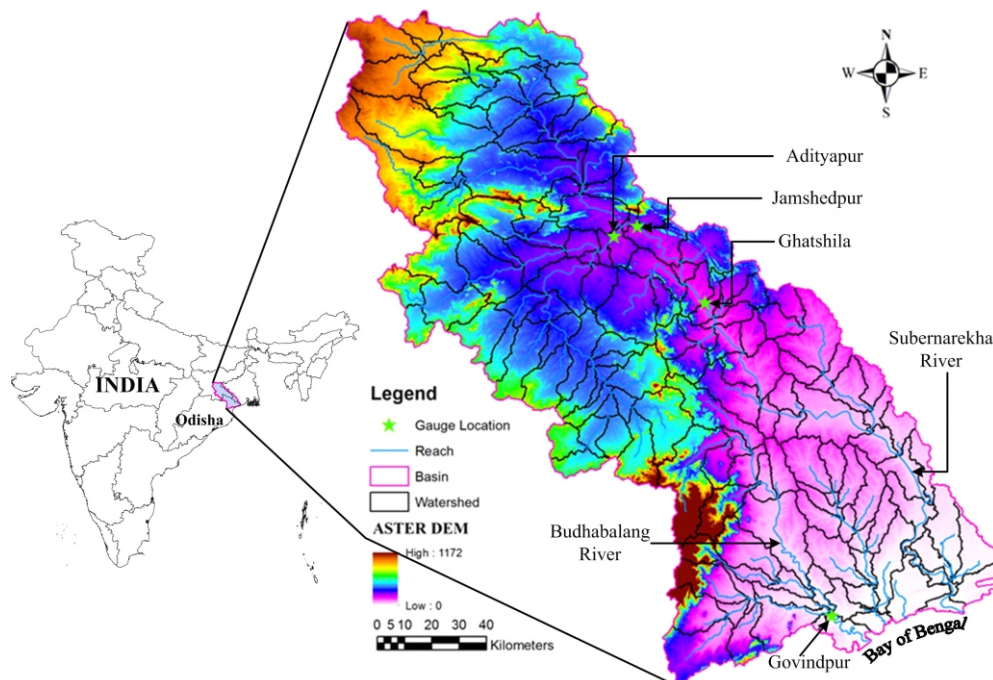 N
W
E
S
Adityapur
Jamshedpur
Ghatshila
Subernarekha
River
INDIA
Odisha
Legend
Gauge Location
Reach
Basin
Watershed
ASTER DEM
High : 1172
Low : 0
0 5 10 20 30 40
Kilometers
Budhabalang
River
Govindpur
Bay of Bengal